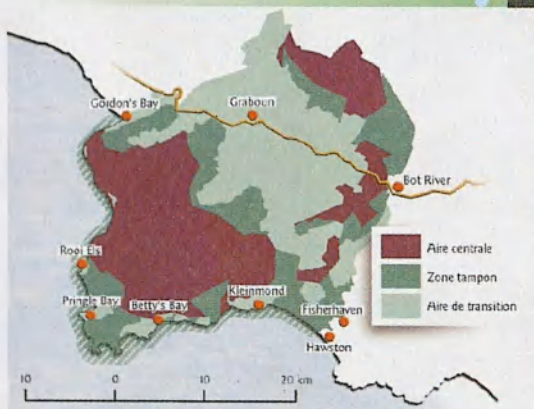 Gordon's Bay
Graboun
Bot River
Rooi Els
Pringle Bay
Betty's Bay
Kleinmond
Fisherhaven
Hawston
Aire centrale
Zone tampon
Aire de transition
10 0 10 20 km